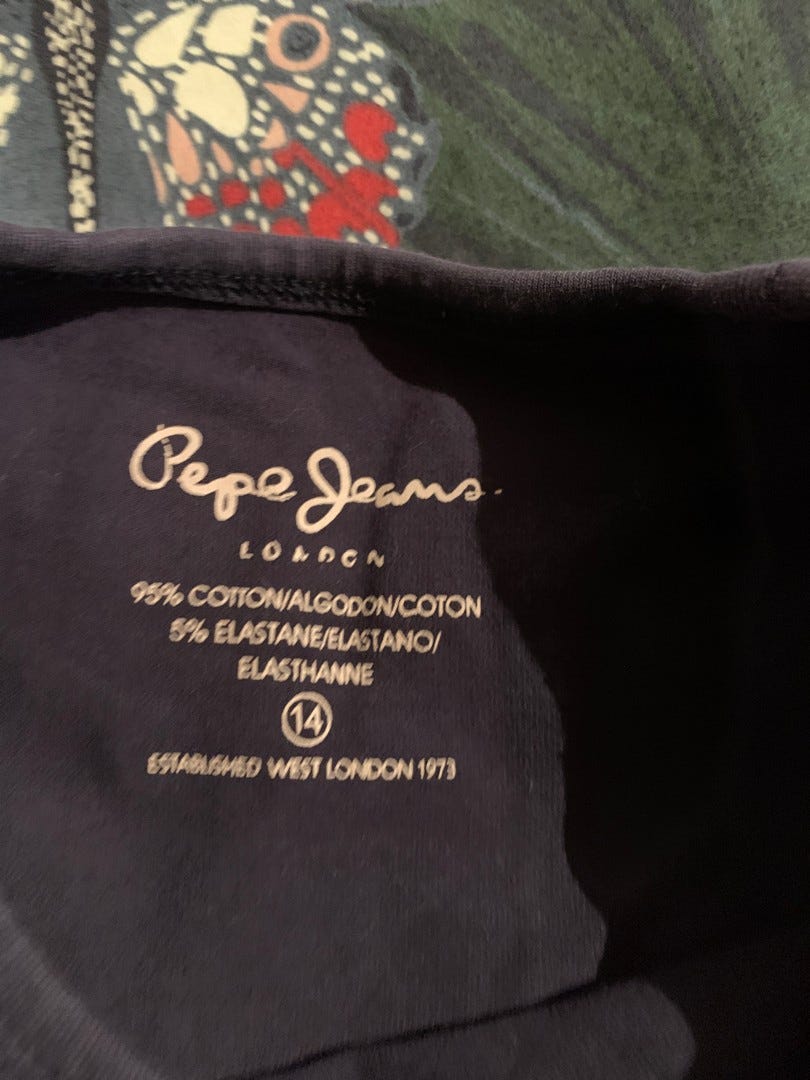 Pepe Jeans
LONDON
95% COTTON/ALGODON/COTON
5% ELASTANE/ELASTANO/
ELASTHANNE
14
ESTABLISHED WEST LONDON 1973